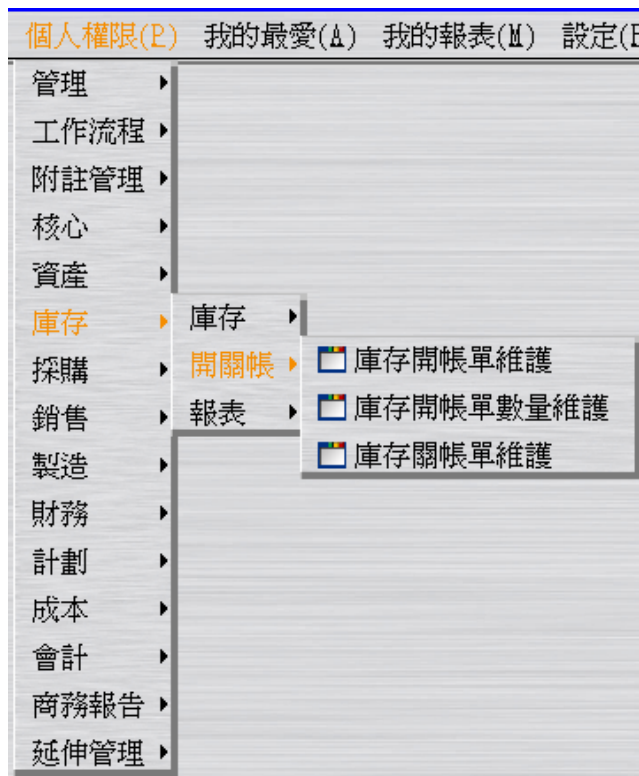 個人權限(P) 我的最愛(A) 我的報表(M) 設定(
管理
工作流程
附註管理
核心
資產
庫存
採購
銷售
製造
財務
計劃
成本
會計
商務報告
延伸管理
庫存
開關帳
報表
庫存開帳單維護
庫存開帳單數量維護
庫存關帳單維護